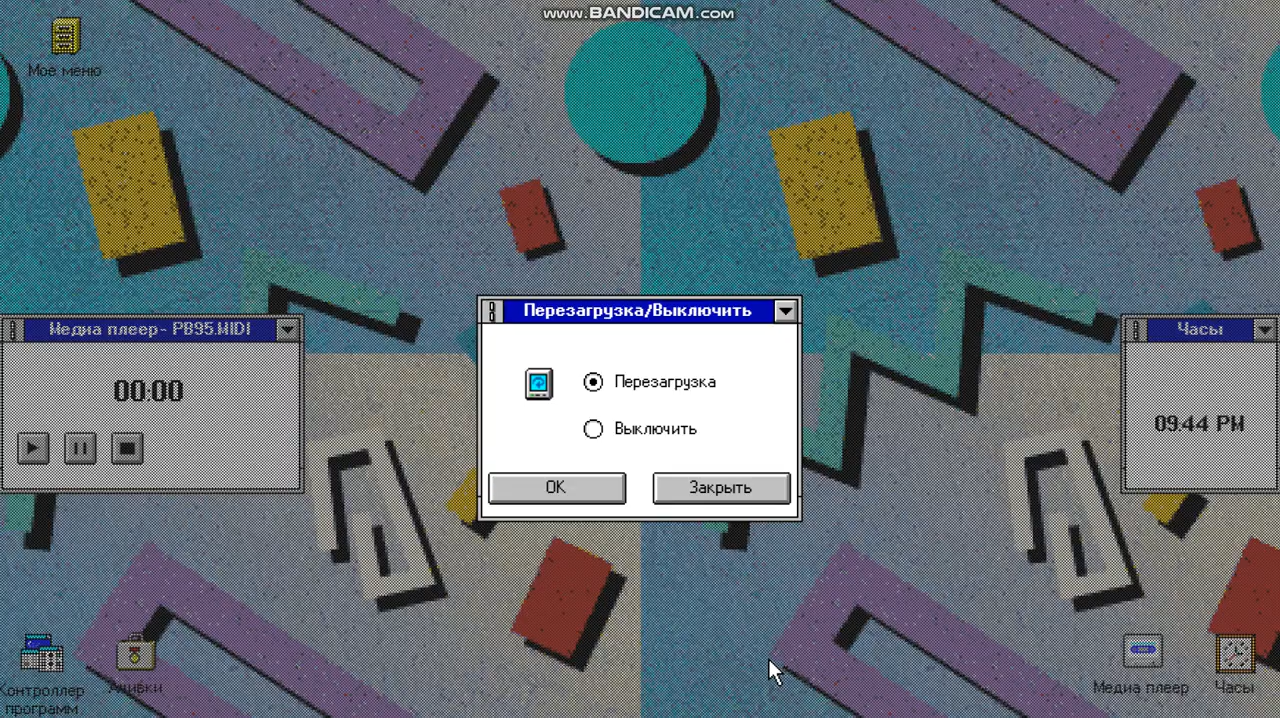 www.BANDICAM.com
Моё меню
Перезагрузка/Выключить
Медиа плеер- PB95.MIDI
Часы
00:00
Перезагрузка
09:44 PM
Выключить
OK
Закрыть
Контроллер
программ
Ачивки
Медиа плеер
Часы